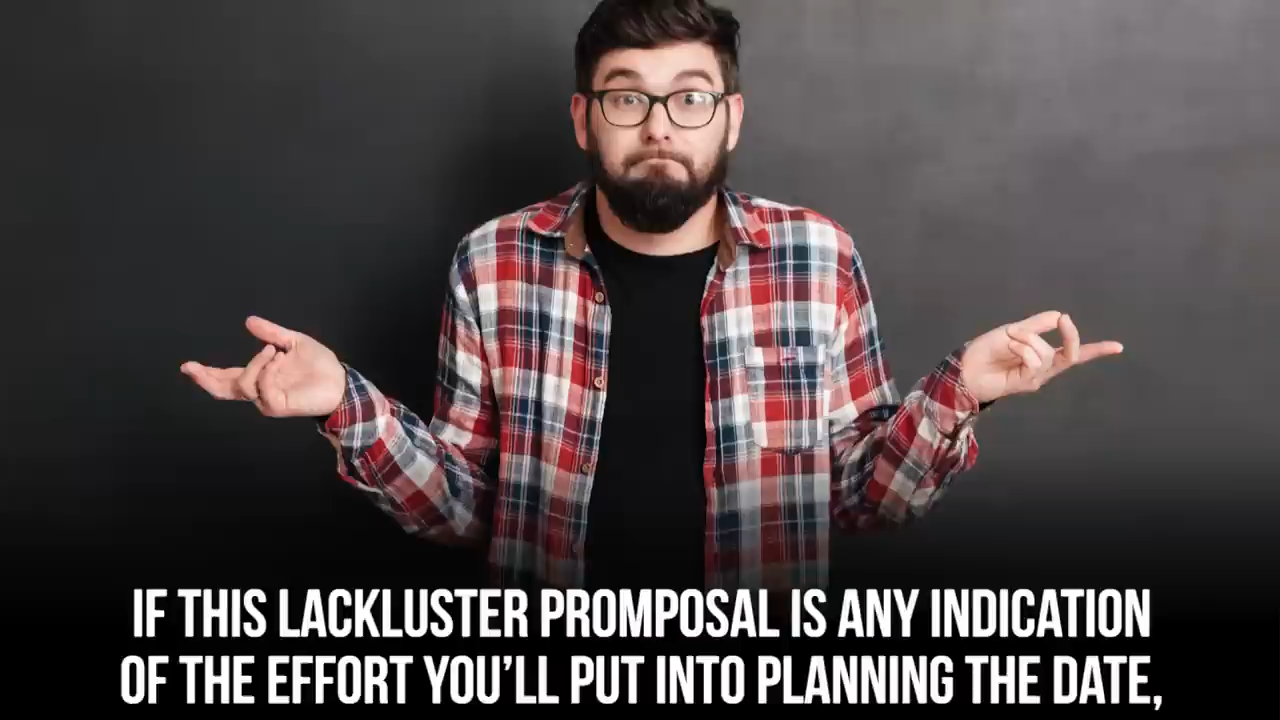 IF THIS LACKLUSTER PROMPOSAL IS ANY INDICATION
OF THE EFFORT YOU’LL PUT INTO PLANNING THE DATE,